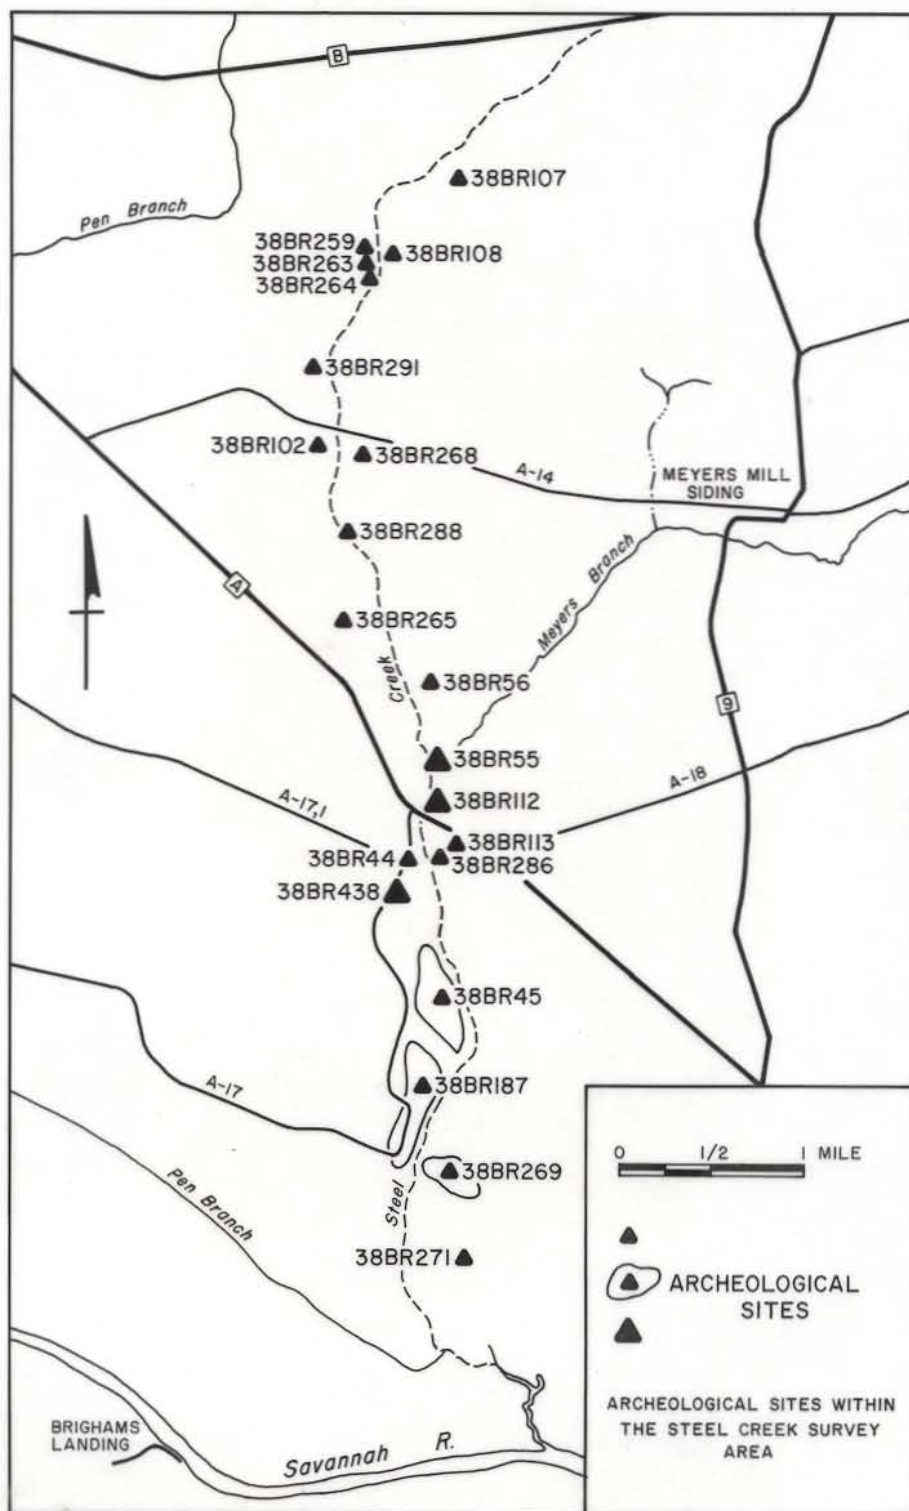 B
38BR107
Pen Branch
38BR259
38BR108
38BR263
38BR264
38BR291
38BR102
38BR268
A-14
MEYERS MILL
SIDING
38BR288
A
Meyers Branch
38BR265
Creek
38BR56
9
38BR55
A-18
38BR112
A-17,1
38BR113
38BR44
38BR286
38BR438
38BR45
A-17
38BR187
38BR269
Pen Branch
Steel
38BR271
0 1/2 1 MILE
ARCHEOLOGICAL
SITES
ARCHEOLOGICAL SITES WITHIN
THE STEEL CREEK SURVEY
AREA
BRIGHAMS
LANDING
Savannah R.